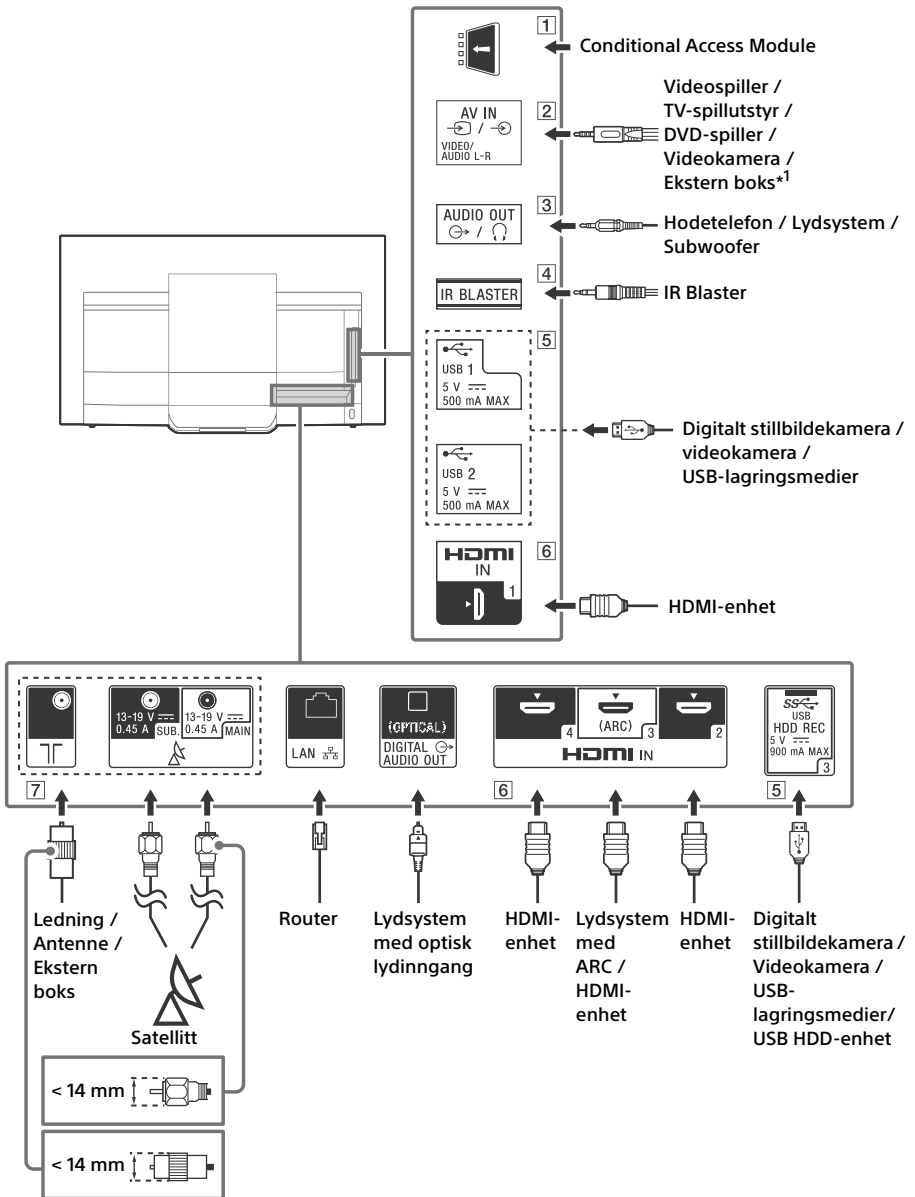 1
Conditional Access Module
AV IN
/
VIDEO/
AUDIO L-R
2
Videospiller /
TV-spillutstyr /
DVD-spiller /
Videokamera /
Ekstern boks*1
AUDIO OUT
/
3
Hodetelefon / Lydsystem /
Subwoofer
IR BLASTER
4
IR Blaster
5
USB 1
5 V
500 mA MAX
USB 2
5 V
500 mA MAX
Digitalt stillbildekamera /
videokamera /
USB-lagringsmedier
HDMI
IN
1
6
HDMI-enhet
7
13-19 V
0.45 A
SUB.
13-19 V
0.45 A
MAIN
LAN
(OPTICAL)
DIGITAL
AUDIO OUT
6
4
(ARC)
3
2
HDMI IN
SS
USB
HDD REC
5 V
900 mA MAX
3
5
Ledning /
Antenne /
Ekstern
boks
Satellitt
Router
Lydsystem
med optisk
lydinngang
HDMI-
enhet
Lydsystem
med
ARC /
HDMI-
enhet
HDMI-
enhet
Digitalt
stillbildekamera /
Videokamera /
USB-
lagringsmedier/
USB HDD-enhet
< 14 mm
< 14 mm